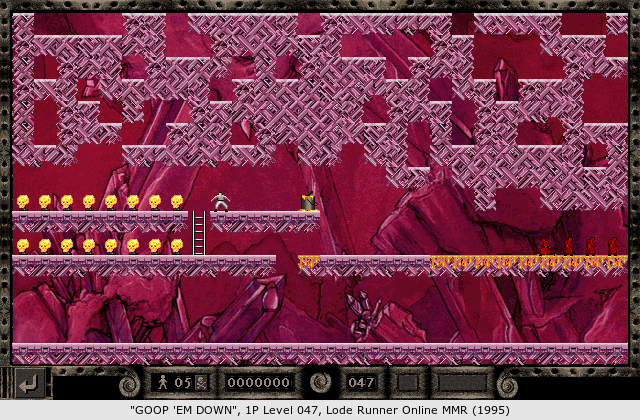 05 0000000 047
"GOOP 'EM DOWN", 1P Level 047, Lode Runner Online MMR (1995)